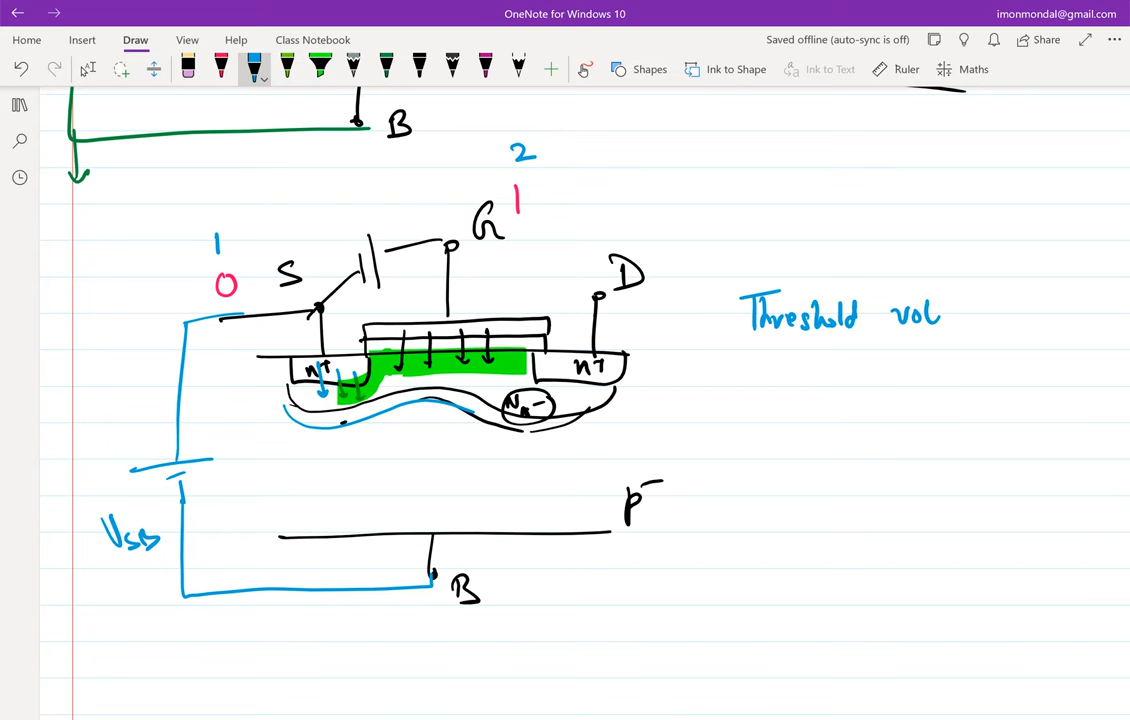 OneNote for Windows 10
imonmondal@gmail.com
Home Insert Draw View Help Class Notebook
Saved offline (auto-sync is off)
Share
Shapes Ink to Shape Ink to Text Ruler Maths
B
2
1
G
1
0
S
D
Threshold vol
n+
n+
NA-
p-
VSB
B